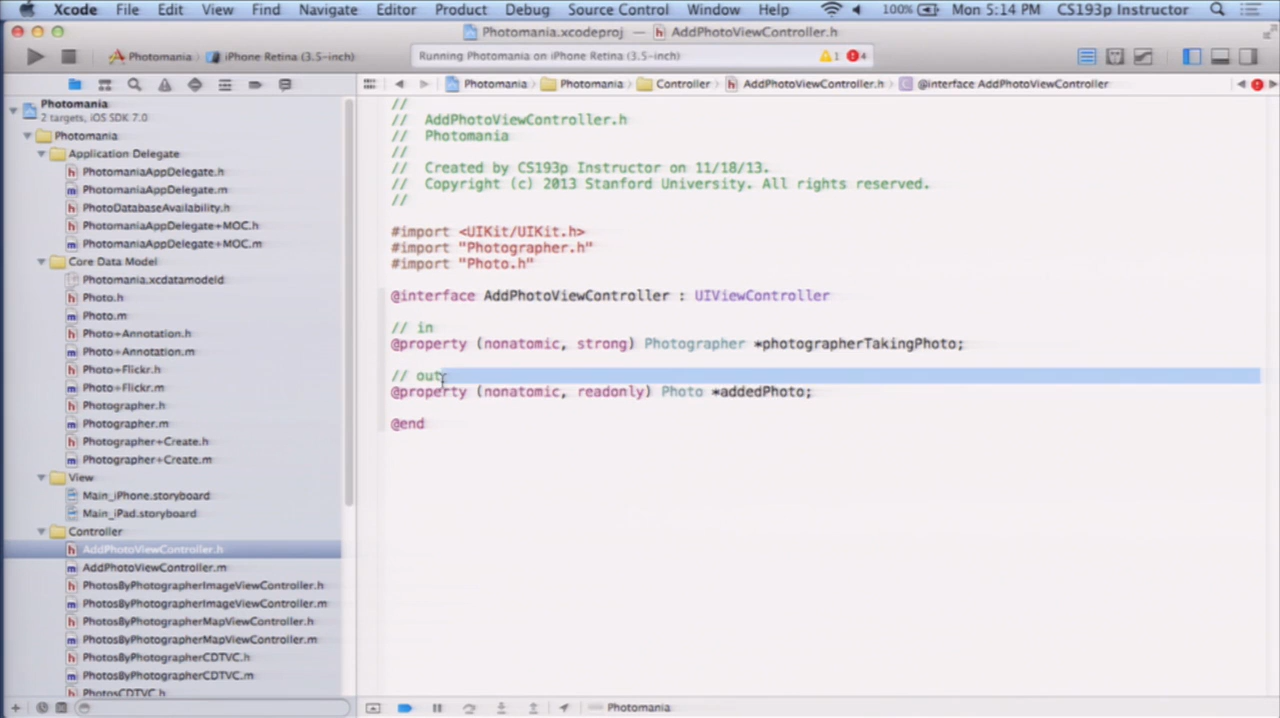 Xcode File Edit View Find Navigate Editor Product Debug Source Control Window Help 100% Mon 5:14 PM CS193p Instructor
Photomania.xcodeproj — AddPhotoViewController.h
Photomania iPhone Retina (3.5-inch) Running Photomania on iPhone Retina (3.5-inch) 1 4
Photomania Photomania Controller AddPhotoViewController.h @interface AddPhotoViewController
Photomania
2 targets, iOS SDK 7.0
Photomania
Application Delegate
PhotomaniaAppDelegate.h
PhotomaniaAppDelegate.m
PhotoDatabaseAvailability.h
PhotomaniaAppDelegate+MOC.h
PhotomaniaAppDelegate+MOC.m
Core Data Model
Photomania.xcdatamodeld
Photo.h
Photo.m
Photo+Annotation.h
Photo+Annotation.m
Photo+Flickr.h
Photo+Flickr.m
Photographer.h
Photographer.m
Photographer+Create.h
Photographer+Create.m
View
Main_iPhone.storyboard
Main_iPad.storyboard
Controller
AddPhotoViewController.h
AddPhotoViewController.m
PhotosByPhotographerImageViewController.h
PhotosByPhotographerImageViewController.m
PhotosByPhotographerMapViewController.h
PhotosByPhotographerMapViewController.m
PhotosByPhotographerCDTVC.h
PhotosByPhotographerCDTVC.m
PhotosCDTVC.h
//
// AddPhotoViewController.h
// Photomania
//
// Created by CS193p Instructor on 11/18/13.
// Copyright (c) 2013 Stanford University. All rights reserved.
//
#import <UIKit/UIKit.h>
#import "Photographer.h"
#import "Photo.h"
@interface AddPhotoViewController : UIViewController
// in
@property (nonatomic, strong) Photographer *photographerTakingPhoto;
// out
@property (nonatomic, readonly) Photo *addedPhoto;
@end
Photomania